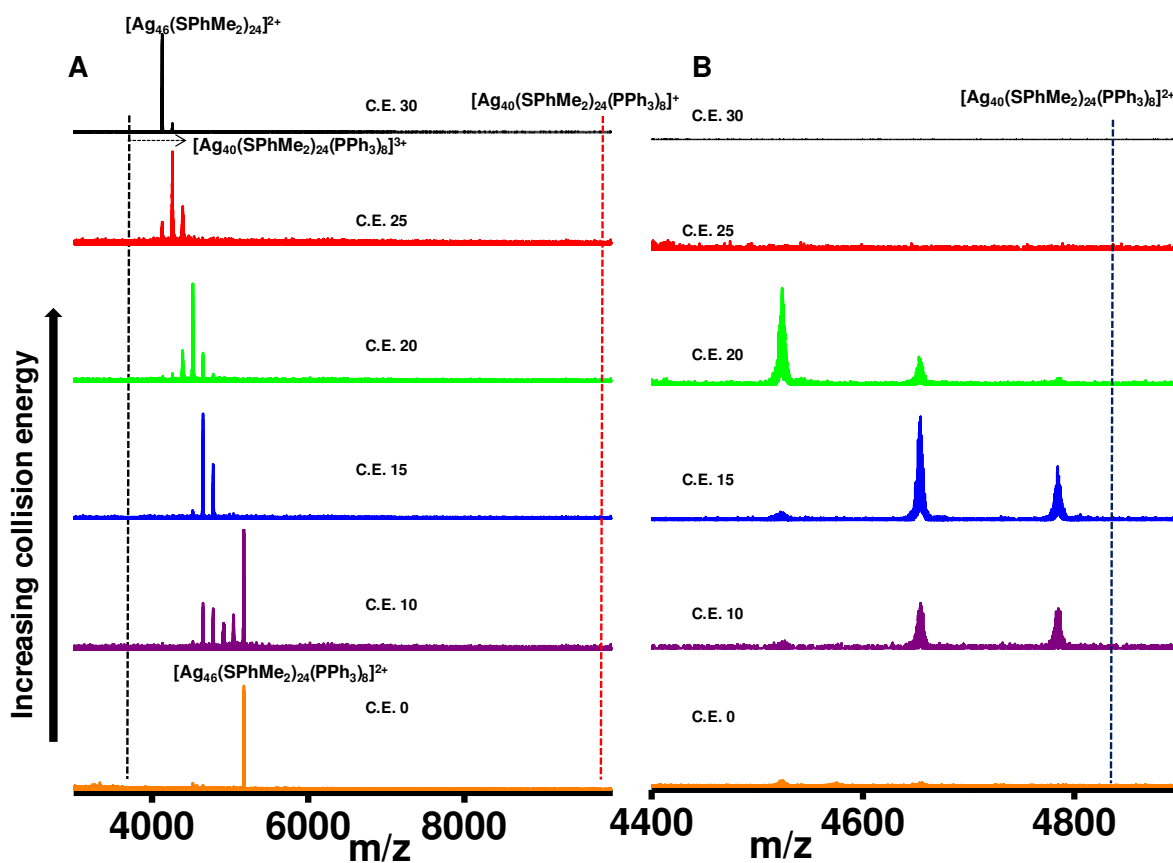 [Ag₄₆(SPhMe₂)₂₄]²⁺
A
B
C.E. 30
[Ag₄₀(SPhMe₂)₂₄(PPh₃)₈]⁺
[Ag₄₀(SPhMe₂)₂₄(PPh₃)₈]²⁺
C.E. 30
[Ag₄₀(SPhMe₂)₂₄(PPh₃)₈]³⁺
C.E. 25
C.E. 25
C.E. 20
C.E. 20
C.E. 15
C.E. 15
C.E. 10
C.E. 10
[Ag₄₆(SPhMe₂)₂₄(PPh₃)₈]²⁺
C.E. 0
C.E. 0
Increasing collision energy
4000 6000 8000
4400 4600 4800
m/z
m/z